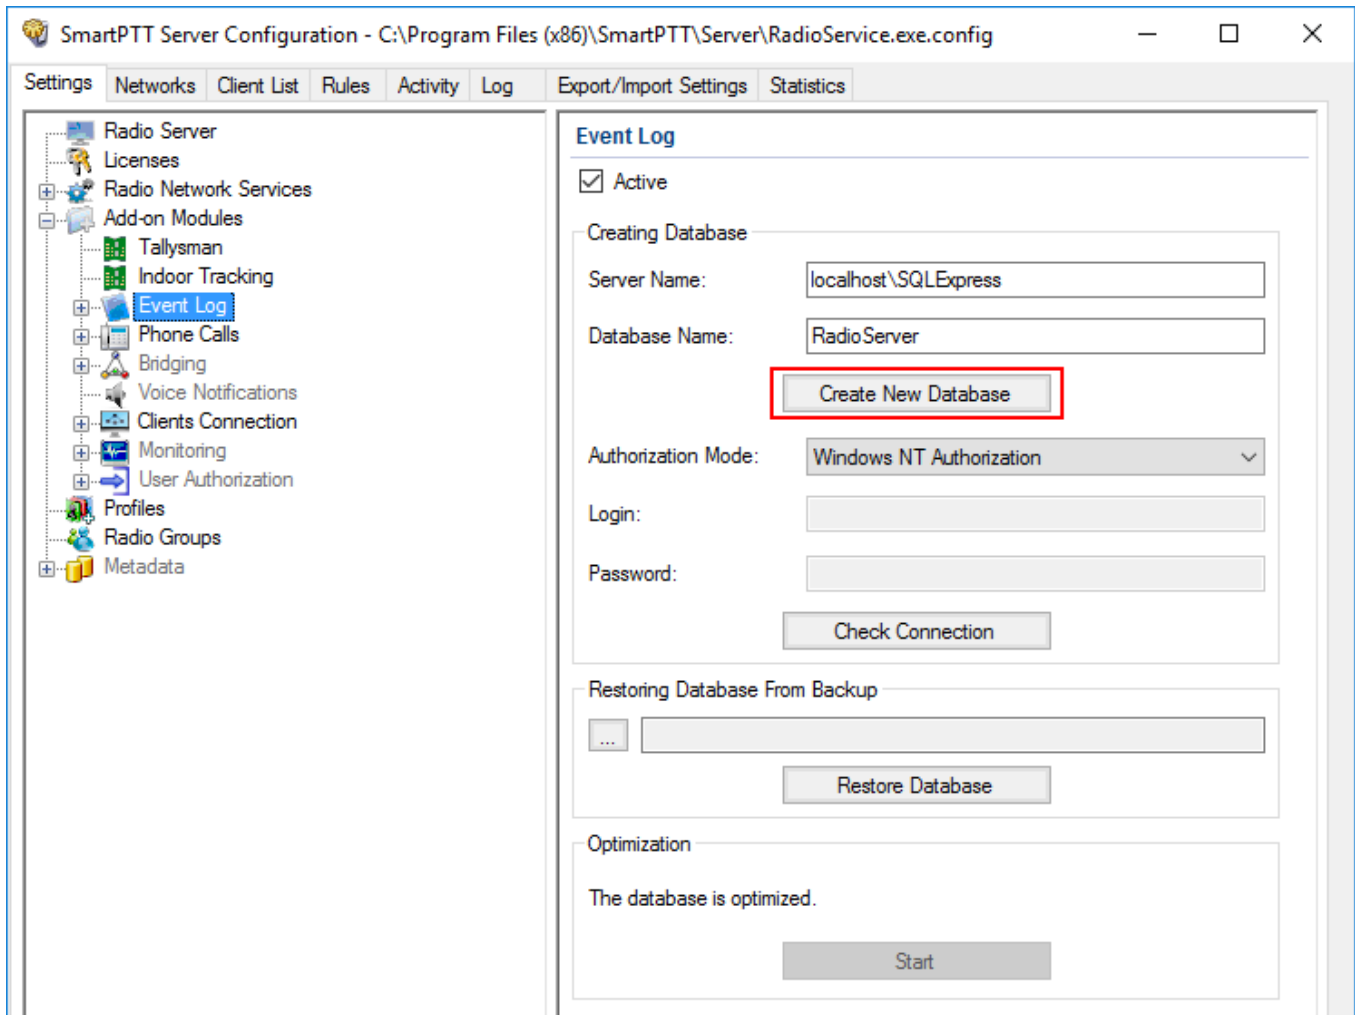 SmartPTT Server Configuration - C:\Program Files (x86)\SmartPTT\Server\RadioService.exe.config
Settings Networks Client List Rules Activity Log Export/Import Settings Statistics
Radio Server
Licenses
Radio Network Services
Add-on Modules
Tallysman
Indoor Tracking
Event Log
Phone Calls
Bridging
Voice Notifications
Clients Connection
Monitoring
User Authorization
Profiles
Radio Groups
Metadata
Event Log
Active
Creating Database
Server Name: localhost\SQLExpress
Database Name: RadioServer
Create New Database
Authorization Mode: Windows NT Authorization
Login:
Password:
Check Connection
Restoring Database From Backup
...
Restore Database
Optimization
The database is optimized.
Start